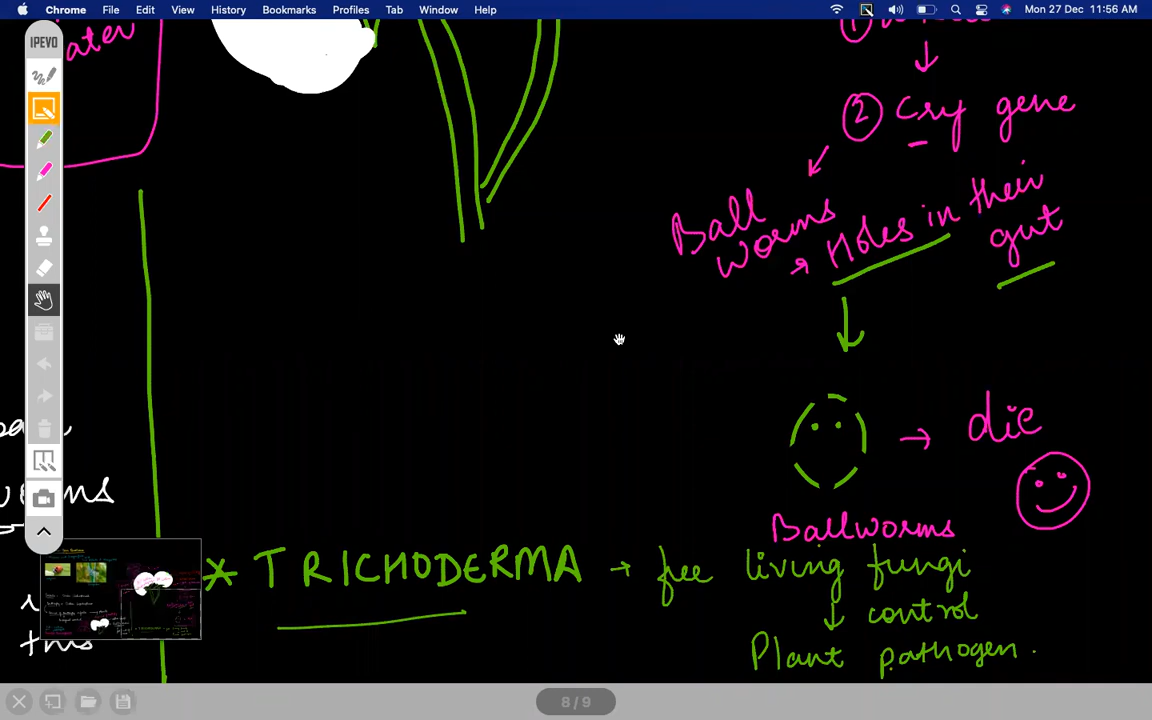 Chrome File Edit View History Bookmarks Profiles Tab Window Help Mon 27 Dec 11:56 AM
IPEVO
ater
①
② Cry gene
Ball worms
→ Holes in their gut
→ die
Ballworms
ms
* TRICHODERMA → free living fungi
↓ control
this
Plant pathogen.
8 / 9